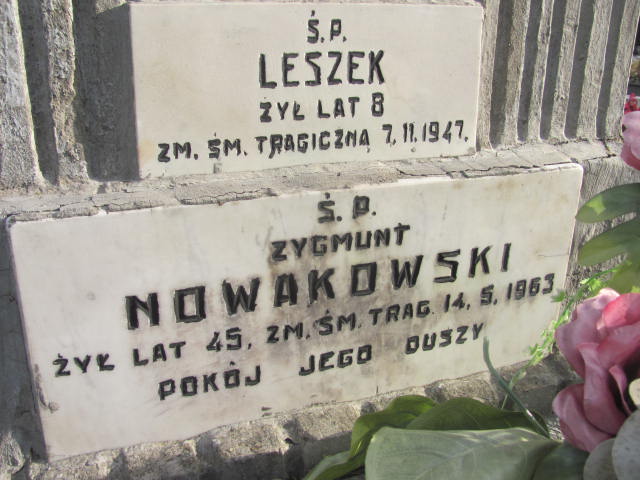 Ś.P.
LESZEK
ŻYŁ LAT 8
ZM. ŚM. TRAGICZNĄ 7.11.1947.
Ś.P.
ZYGMUNT
NOWAKOWSKI
ŻYŁ LAT 45, ZM. ŚM. TRAG. 14.5.1963
POKÓJ JEGO DUSZY